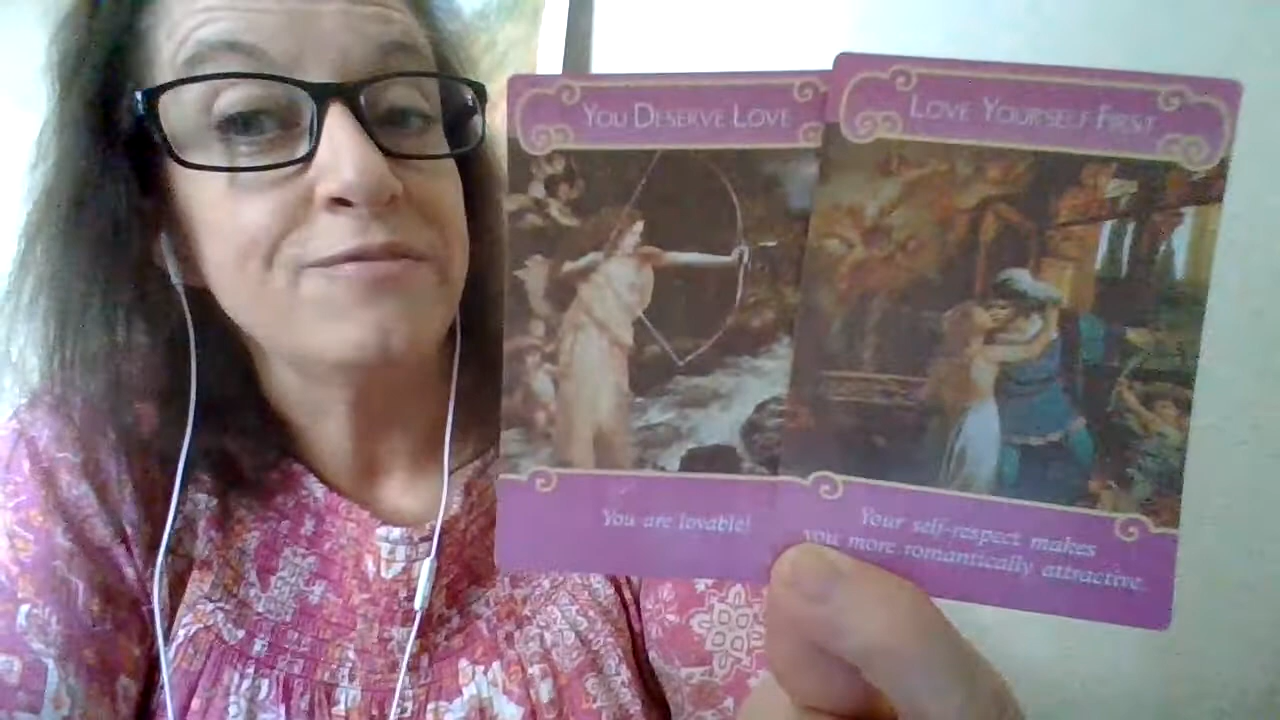 You Deserve Love
You are lovable!
Love Yourself First
Your self-respect makes
you more romantically attractive.